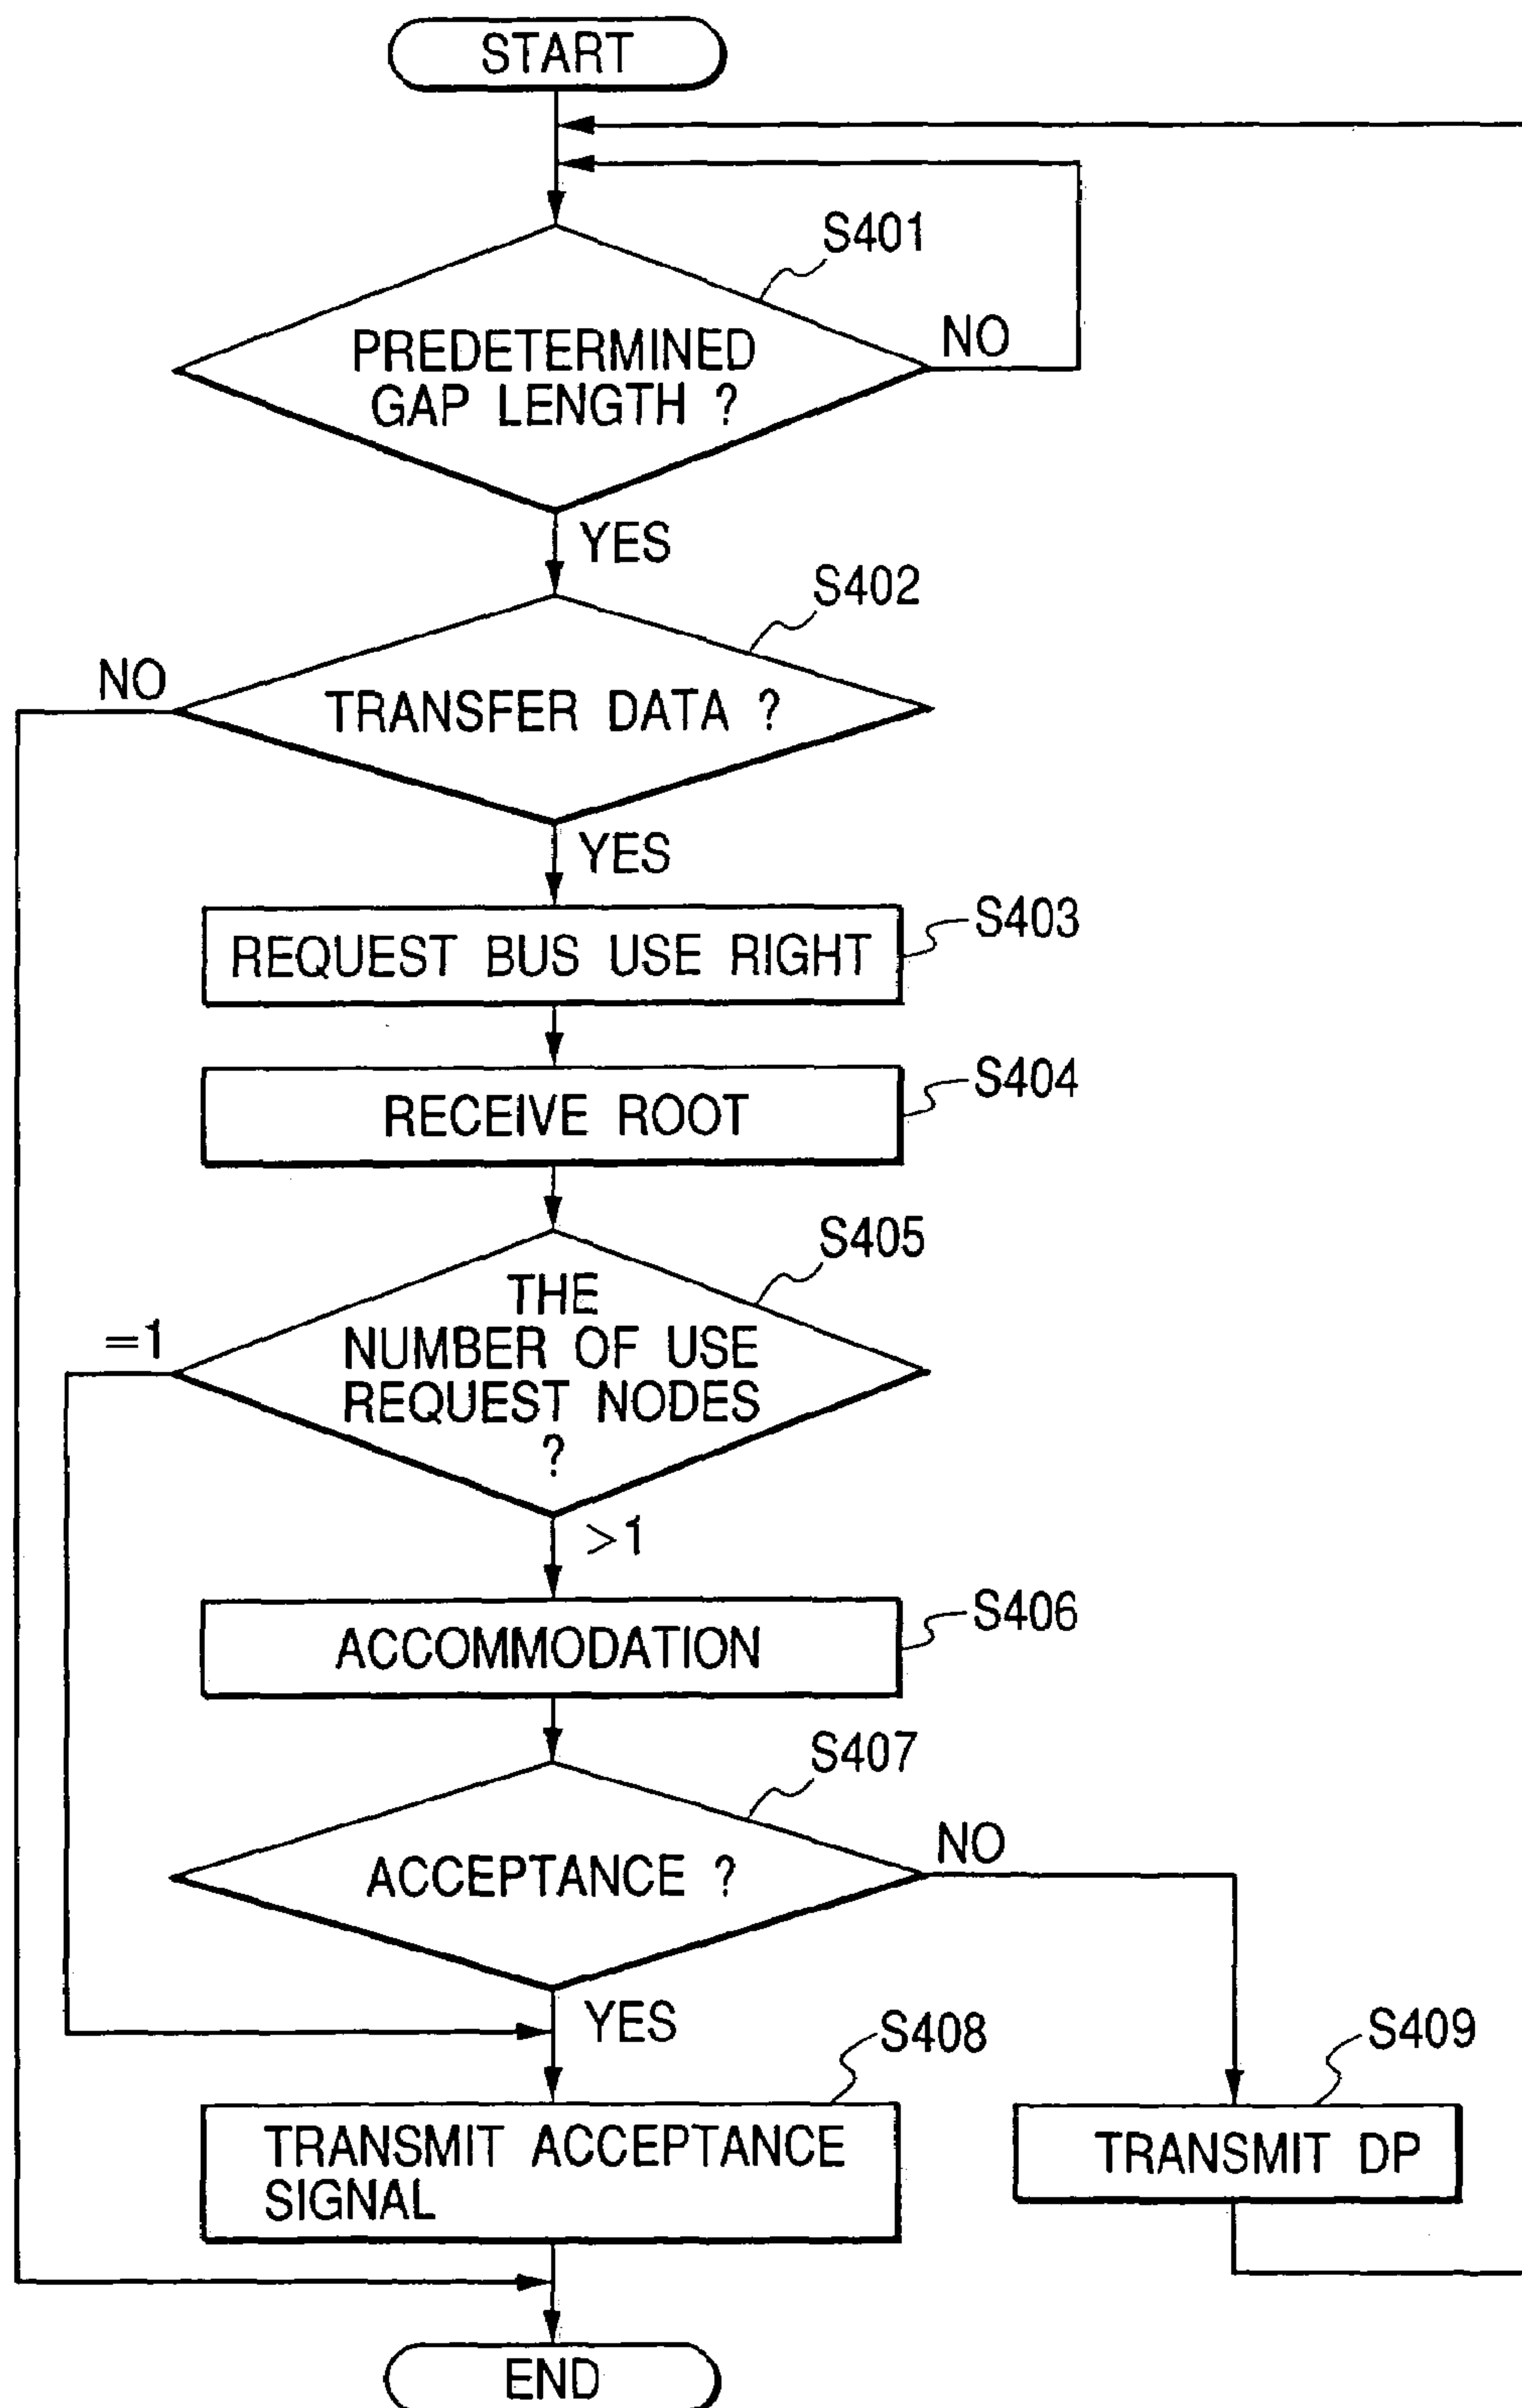 START
S401
PREDETERMINED
GAP LENGTH ?
NO
YES
S402
NO
TRANSFER DATA ?
YES
S403
REQUEST BUS USE RIGHT
S404
RECEIVE ROOT
S405
THE
NUMBER OF USE
REQUEST NODES
?
=1
>1
S406
ACCOMMODATION
S407
ACCEPTANCE ?
NO
YES
S408
TRANSMIT ACCEPTANCE
SIGNAL
S409
TRANSMIT DP
END